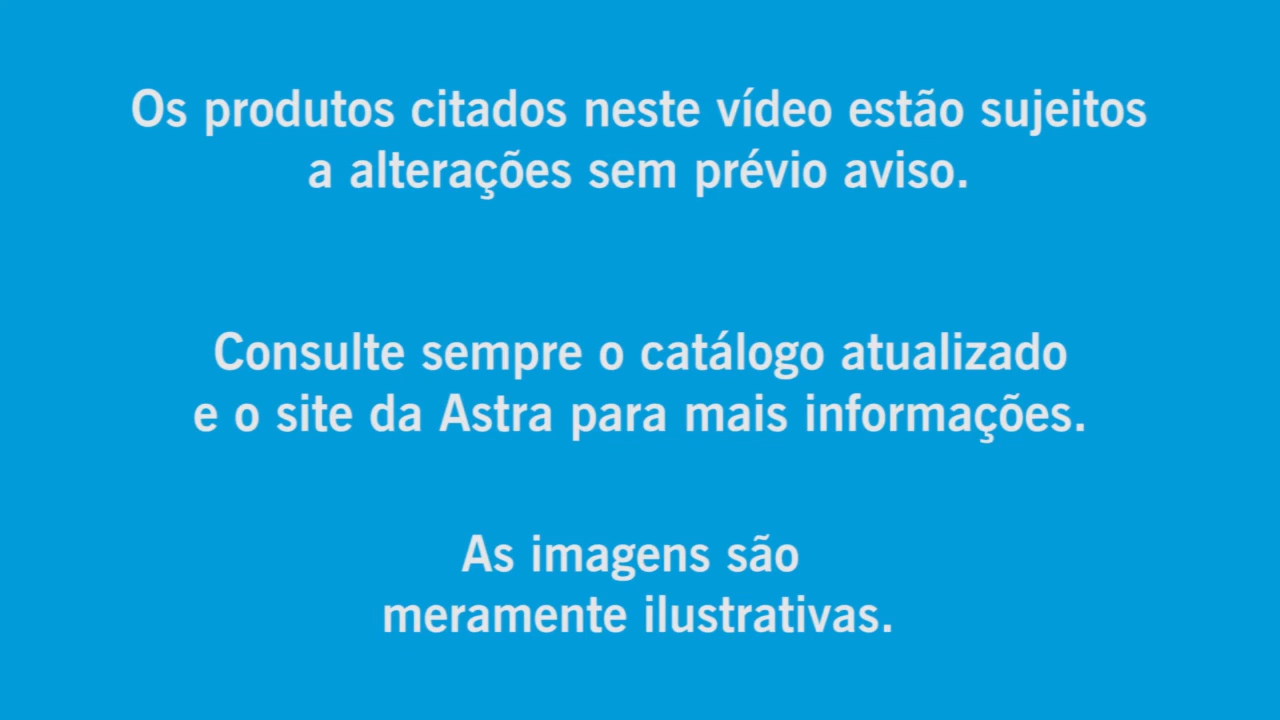 Os produtos citados neste vídeo estão sujeitos
a alterações sem prévio aviso.
Consulte sempre o catálogo atualizado
e o site da Astra para mais informações.
As imagens são
meramente ilustrativas.